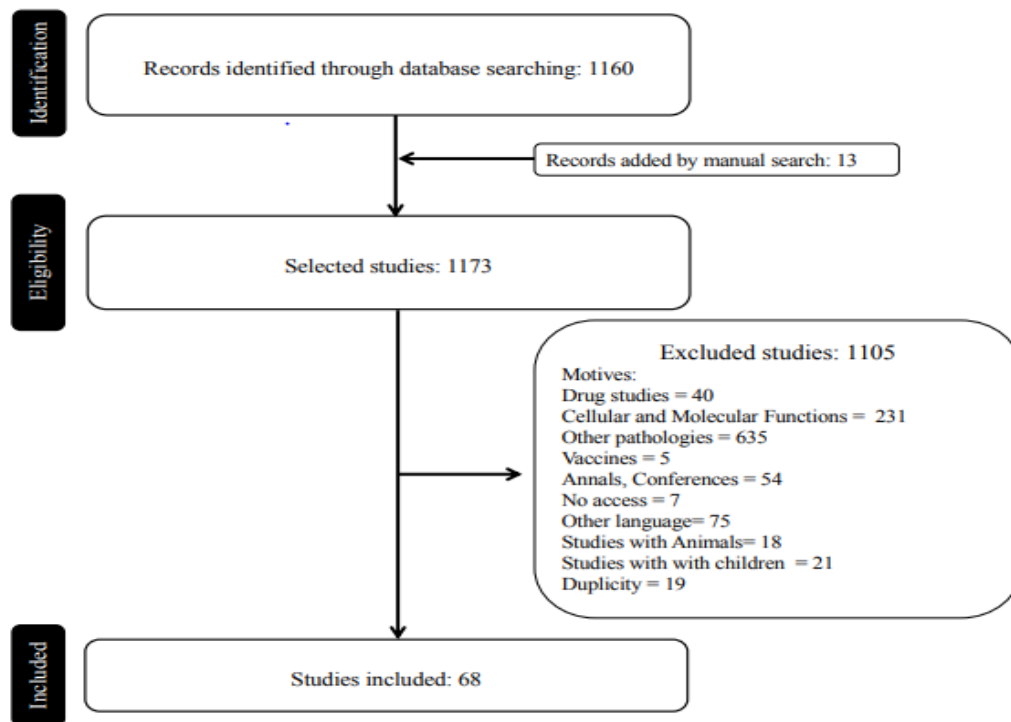 Identification
Records identified through database searching: 1160
Records added by manual search: 13
Eligibility
Selected studies: 1173
Excluded studies: 1105
Motives:
Drug studies = 40
Cellular and Molecular Functions = 231
Other pathologies = 635
Vaccines = 5
Annals, Conferences = 54
No access = 7
Other language= 75
Studies with Animals= 18
Studies with with children = 21
Duplicity = 19
Included
Studies included: 68